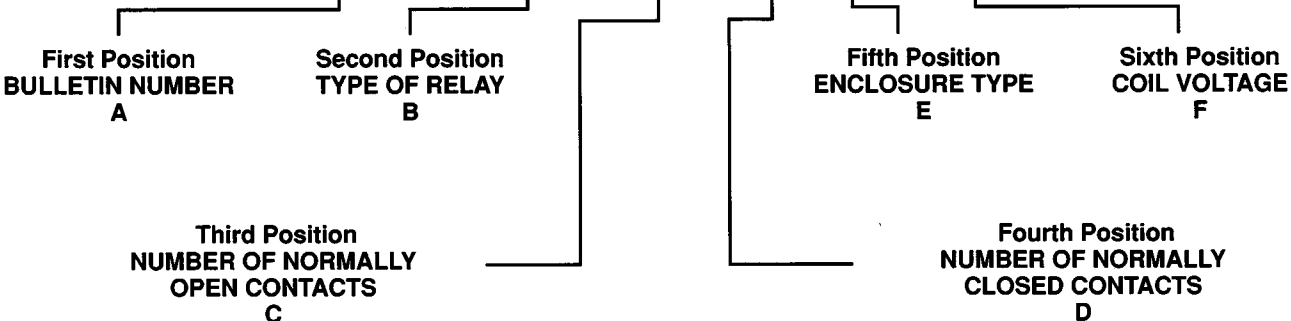 First Position
BULLETIN NUMBER
A
Second Position
TYPE OF RELAY
B
Fifth Position
ENCLOSURE TYPE
E
Sixth Position
COIL VOLTAGE
F
Third Position
NUMBER OF NORMALLY
OPEN CONTACTS
C
Fourth Position
NUMBER OF NORMALLY
CLOSED CONTACTS
D